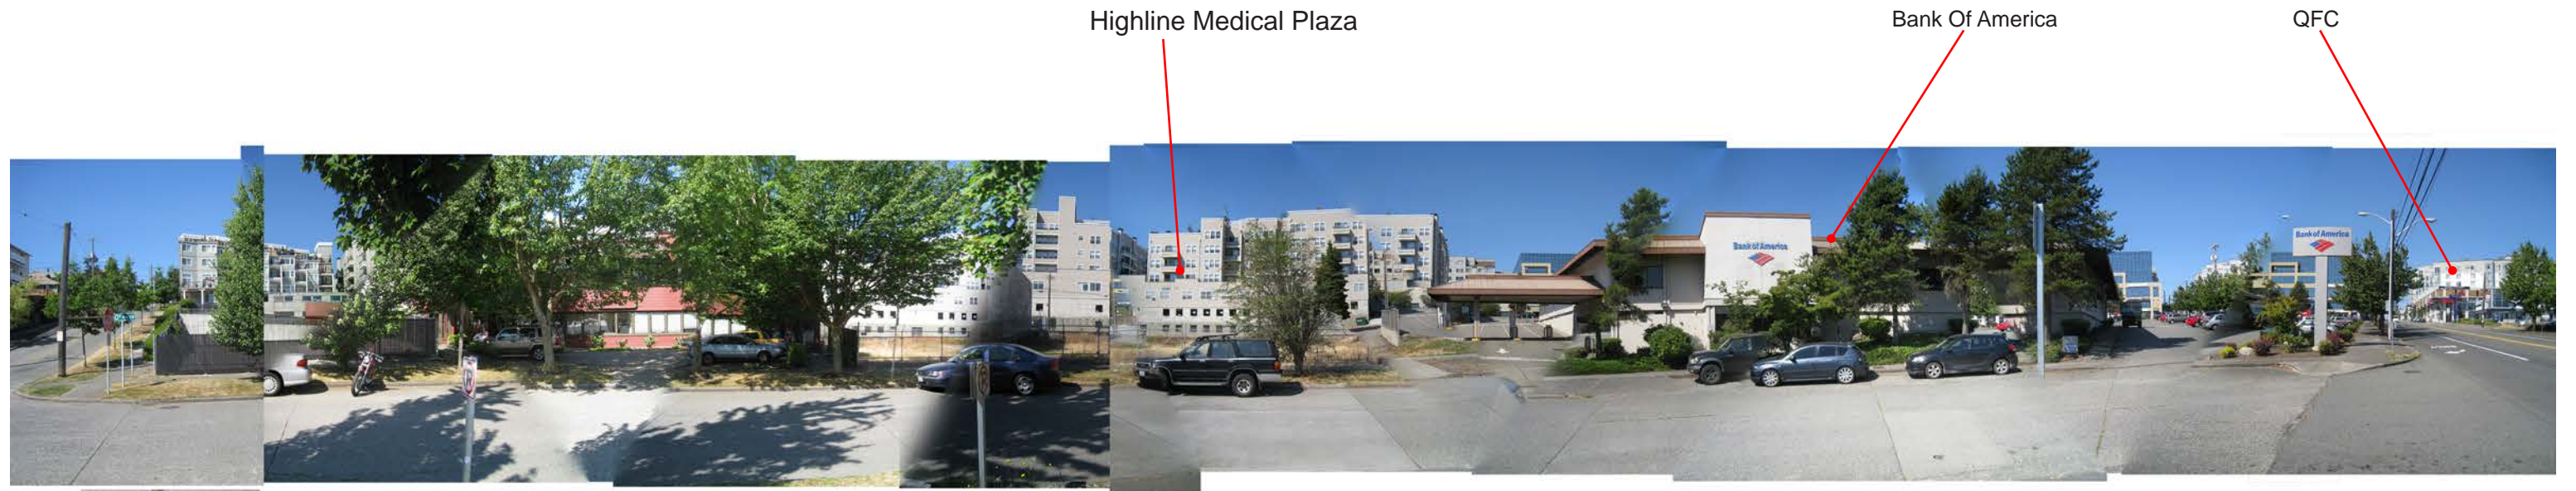 Highline Medical Plaza
Bank Of America
QFC
Bank of America
Bank of America